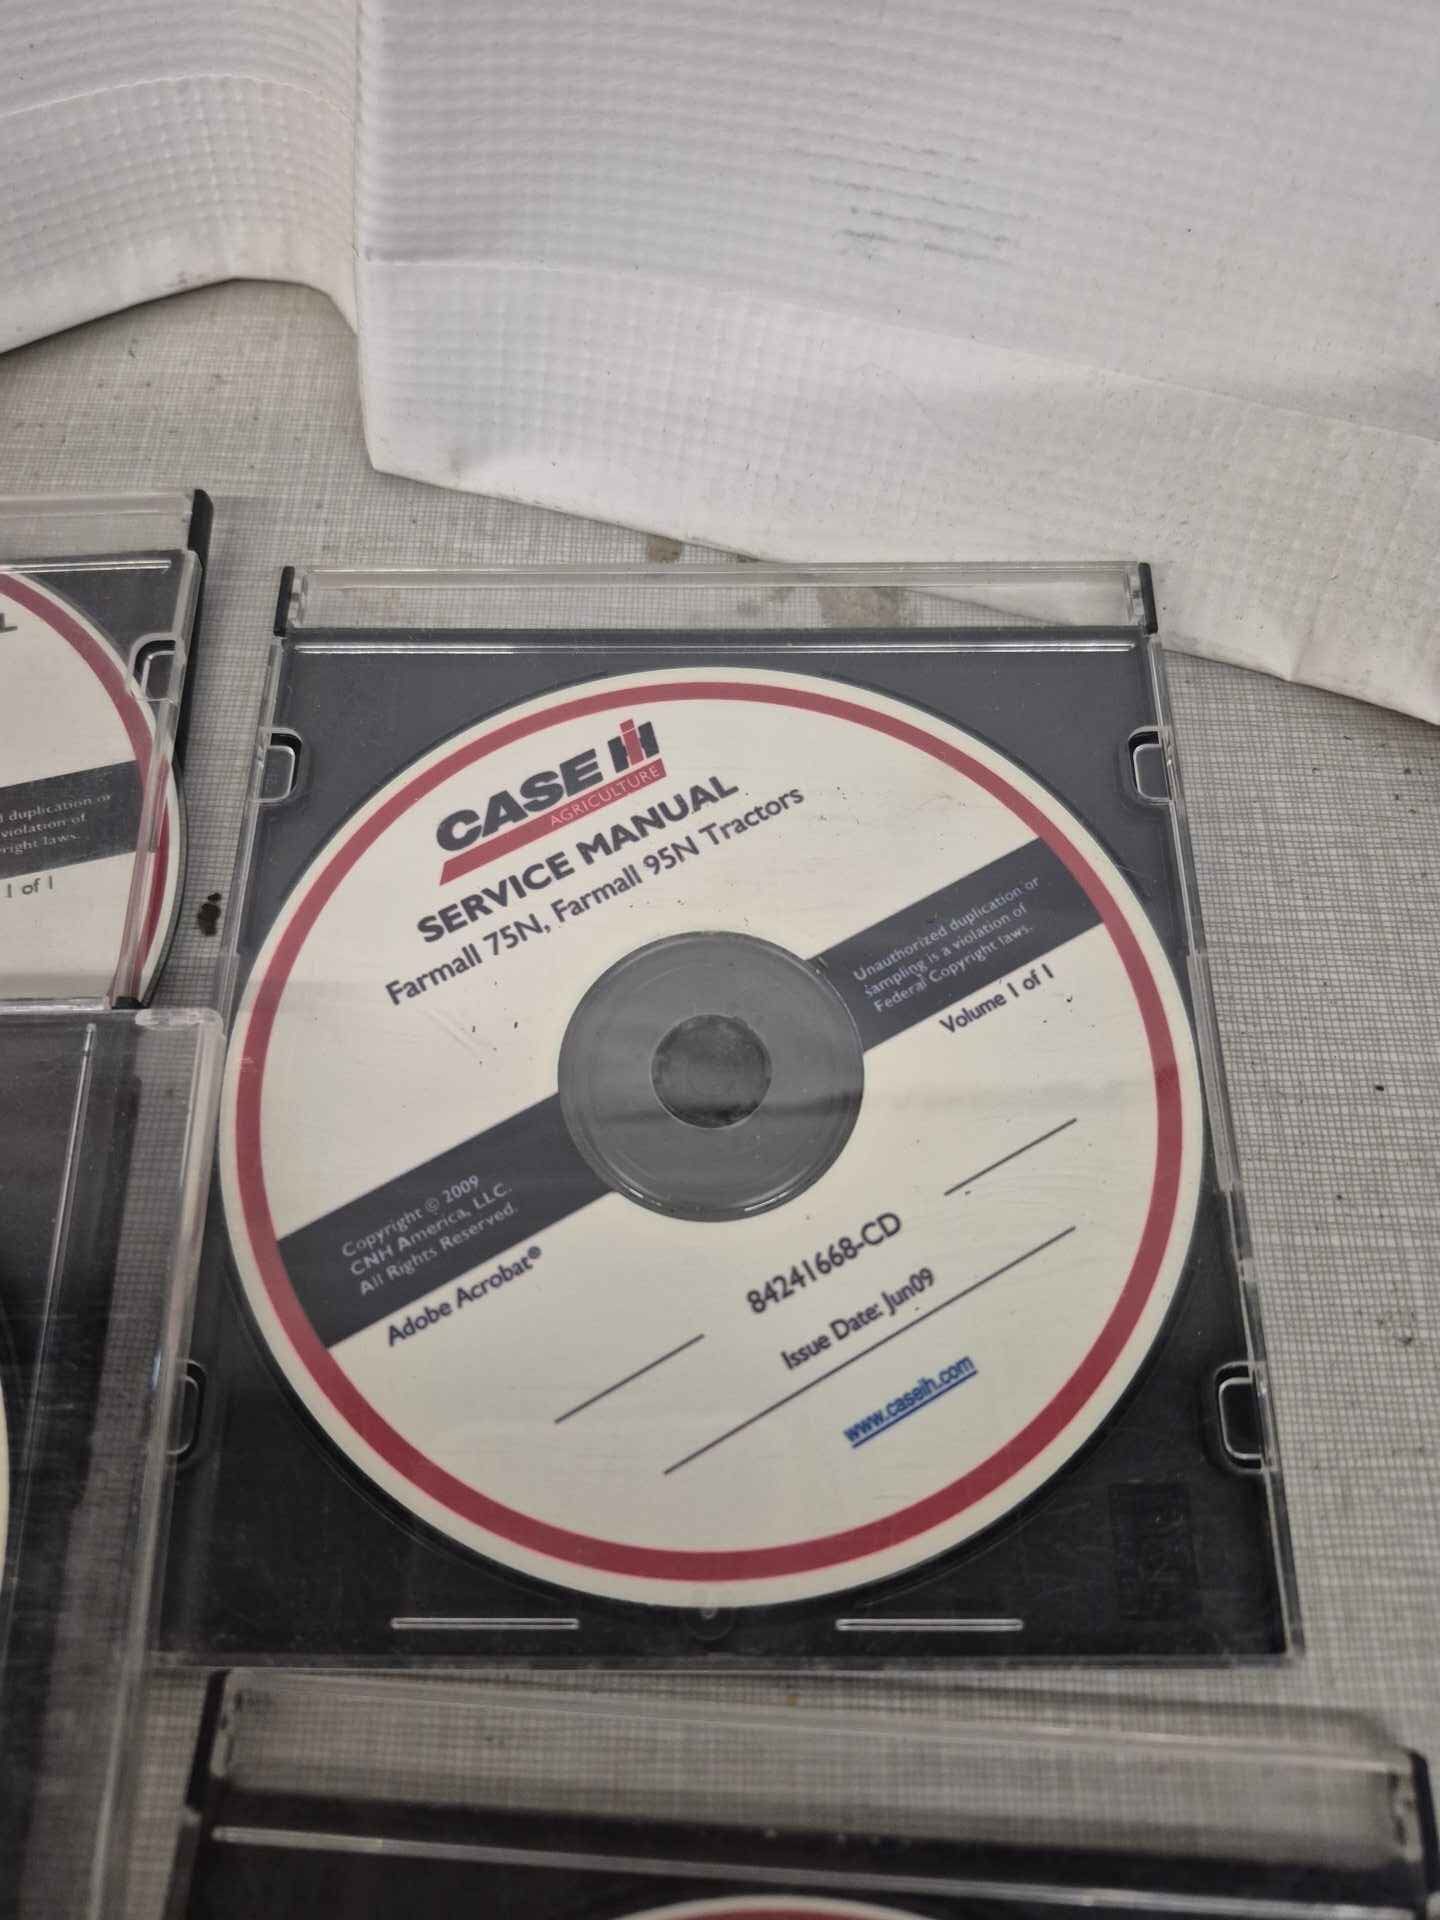 CASE IH
AGRICULTURE
SERVICE MANUAL
Farmall 75N, Farmall 95N Tractors
Unauthorized duplication or
sampling is a violation of
Federal Copyright laws.
Volume 1 of 1
Copyright © 2009
CNH America, LLC.
All Rights Reserved.
Adobe Acrobat®
84241668-CD
Issue Date: Jun09
www.caseih.com
duplication or
violation of
right laws.
1 of 1